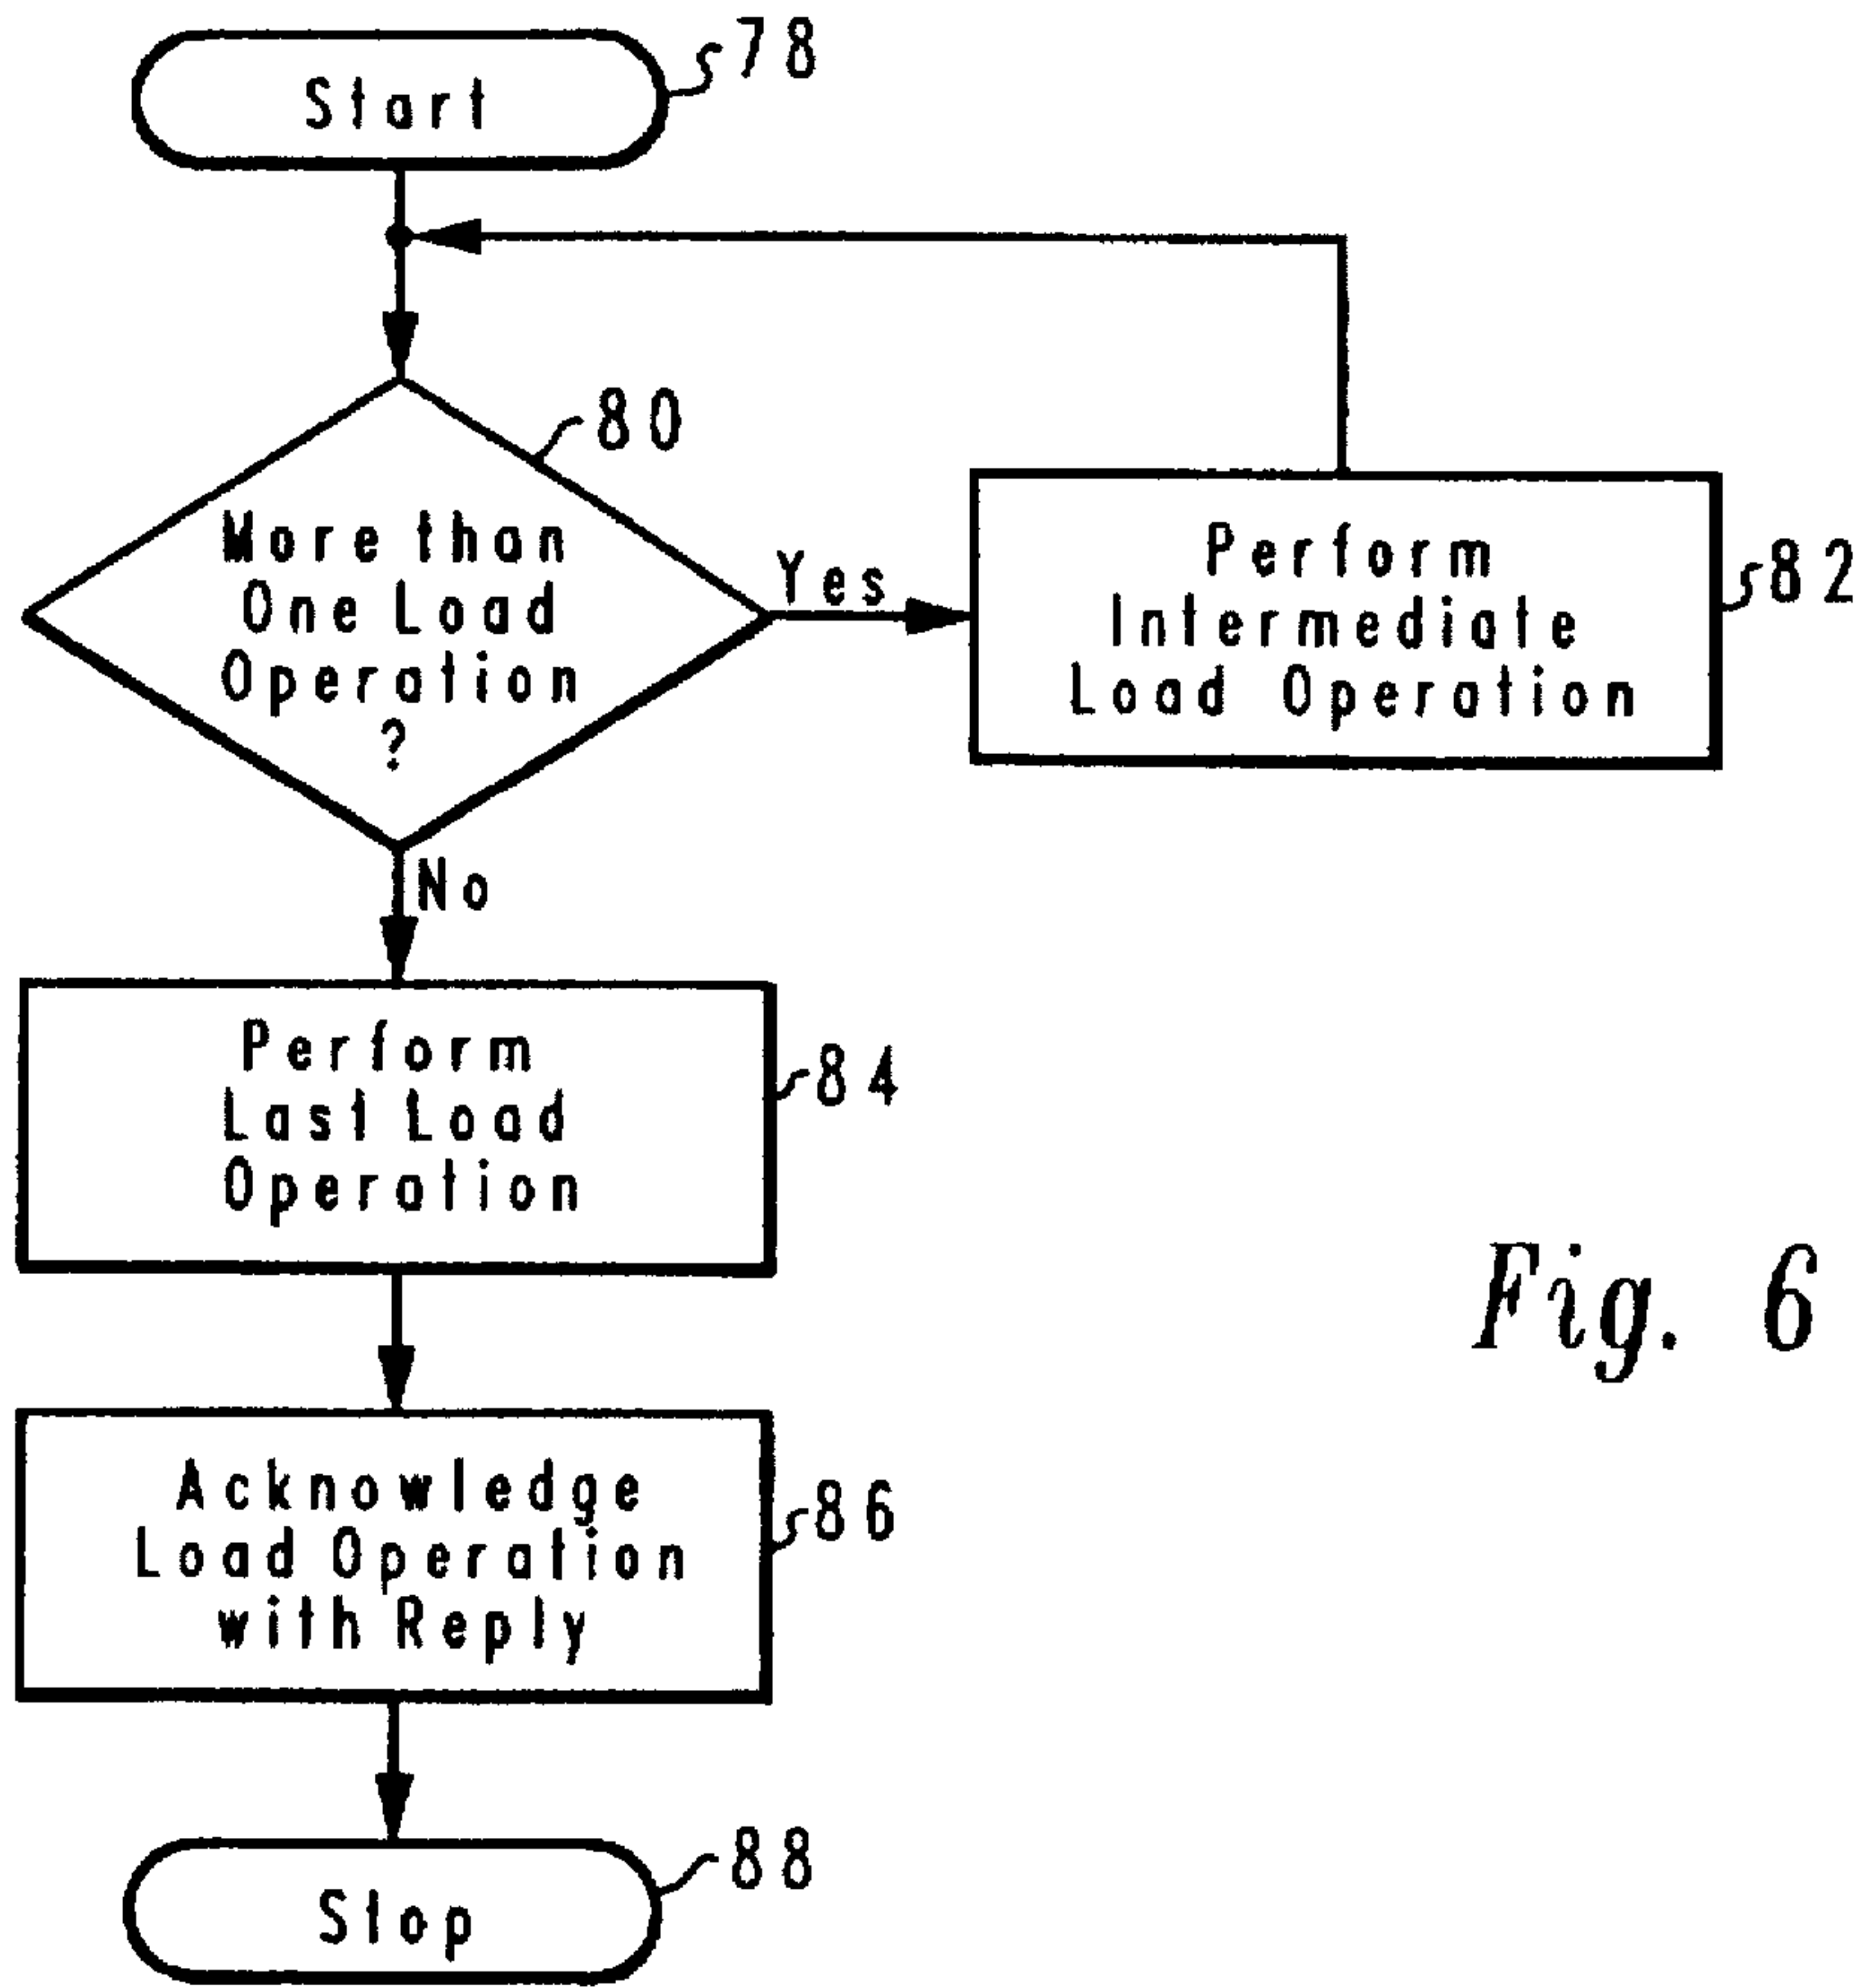 Start
78
80
More than
One Load
Operation
?
Yes
Perform
Intermediate
Load Operation
82
No
Perform
Last Load
Operation
84
Acknowledge
Load Operation
with Reply
86
Stop
88
Fig. 6